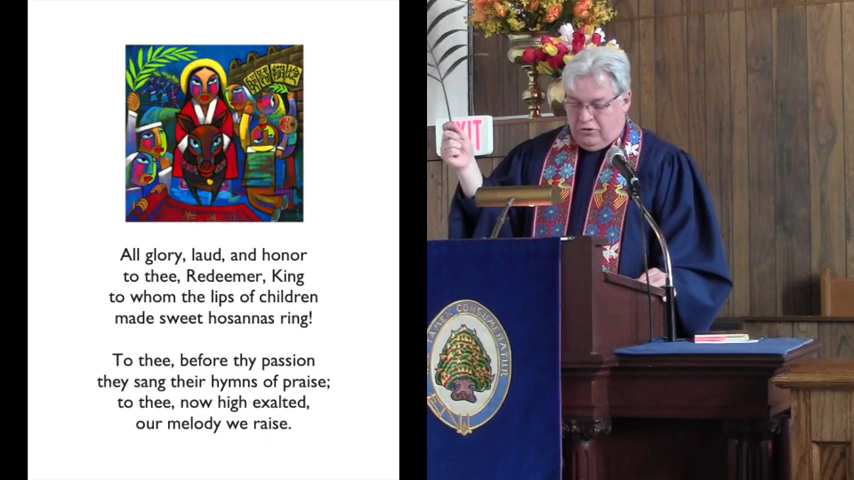 All glory, laud, and honor
to thee, Redeemer, King
to whom the lips of children
made sweet hosannas ring!
To thee, before thy passion
they sang their hymns of praise;
to thee, now high exalted,
our melody we raise.
EXIT
TAMEN CONSUMEBATUR